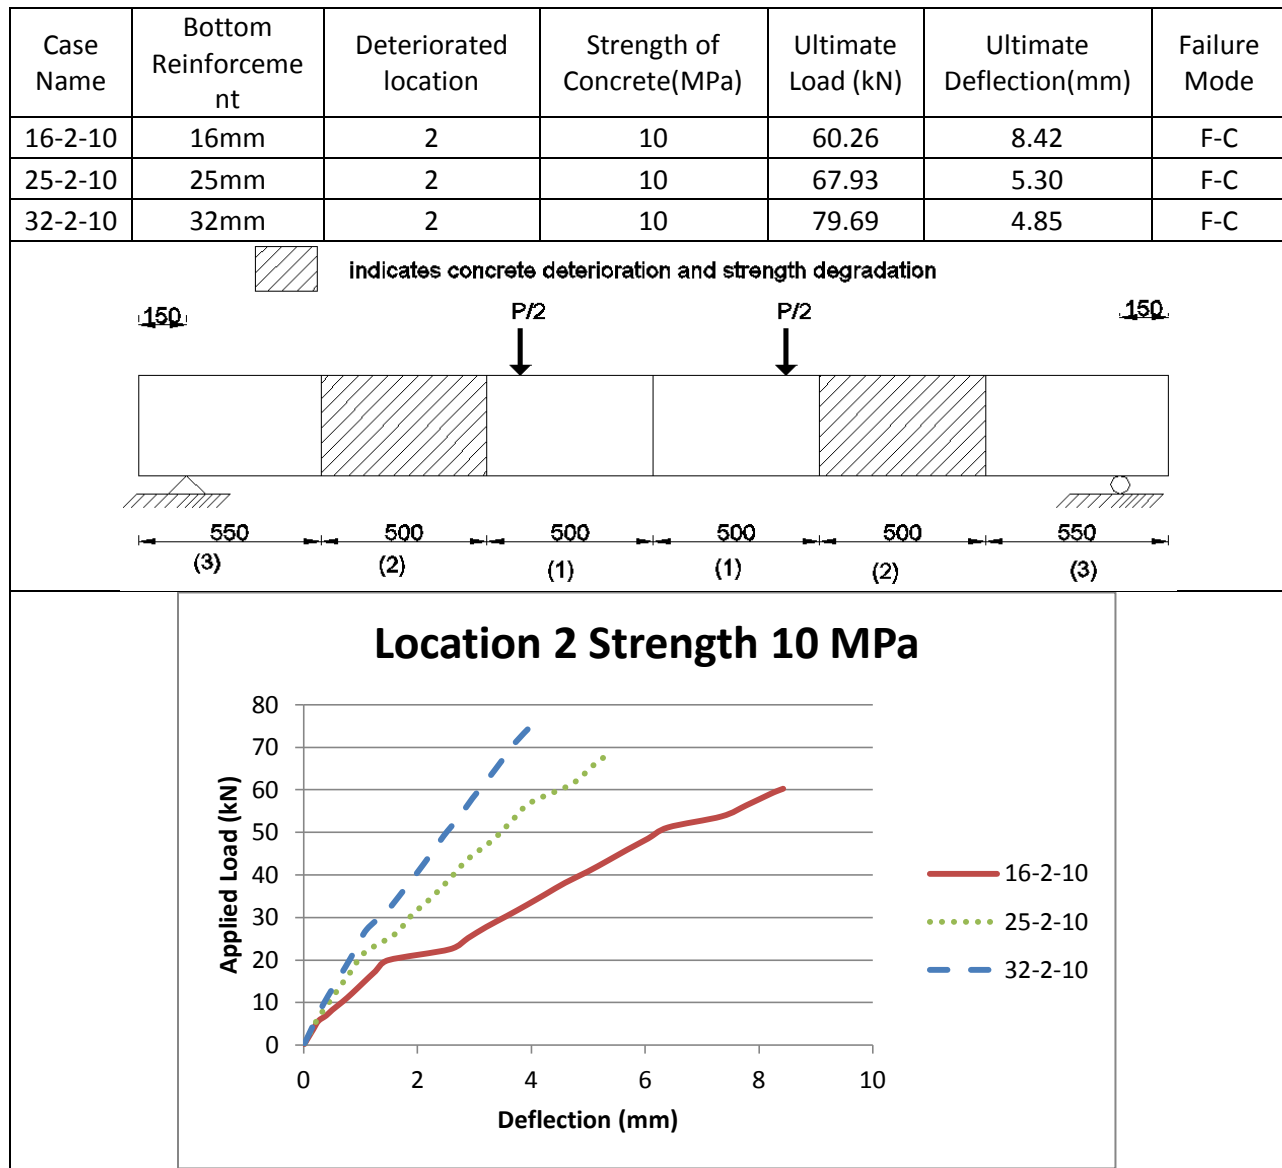 Case Name
Bottom Reinforceme nt
Deteriorated location
Strength of Concrete(MPa)
Ultimate Load (kN)
Ultimate Deflection(mm)
Failure Mode
16-2-10 16mm 2 10 60.26 8.42 F-C
25-2-10 25mm 2 10 67.93 5.30 F-C
32-2-10 32mm 2 10 79.69 4.85 F-C
indicates concrete deterioration and strength degradation
150 P/2 P/2 150
550 500 500 500 500 550
(3) (2) (1) (1) (2) (3)
Location 2 Strength 10 MPa
80
70
60
50
40
30
20
10
0
Applied Load (kN)
0 2 4 6 8 10
Deflection (mm)
16-2-10
25-2-10
32-2-10